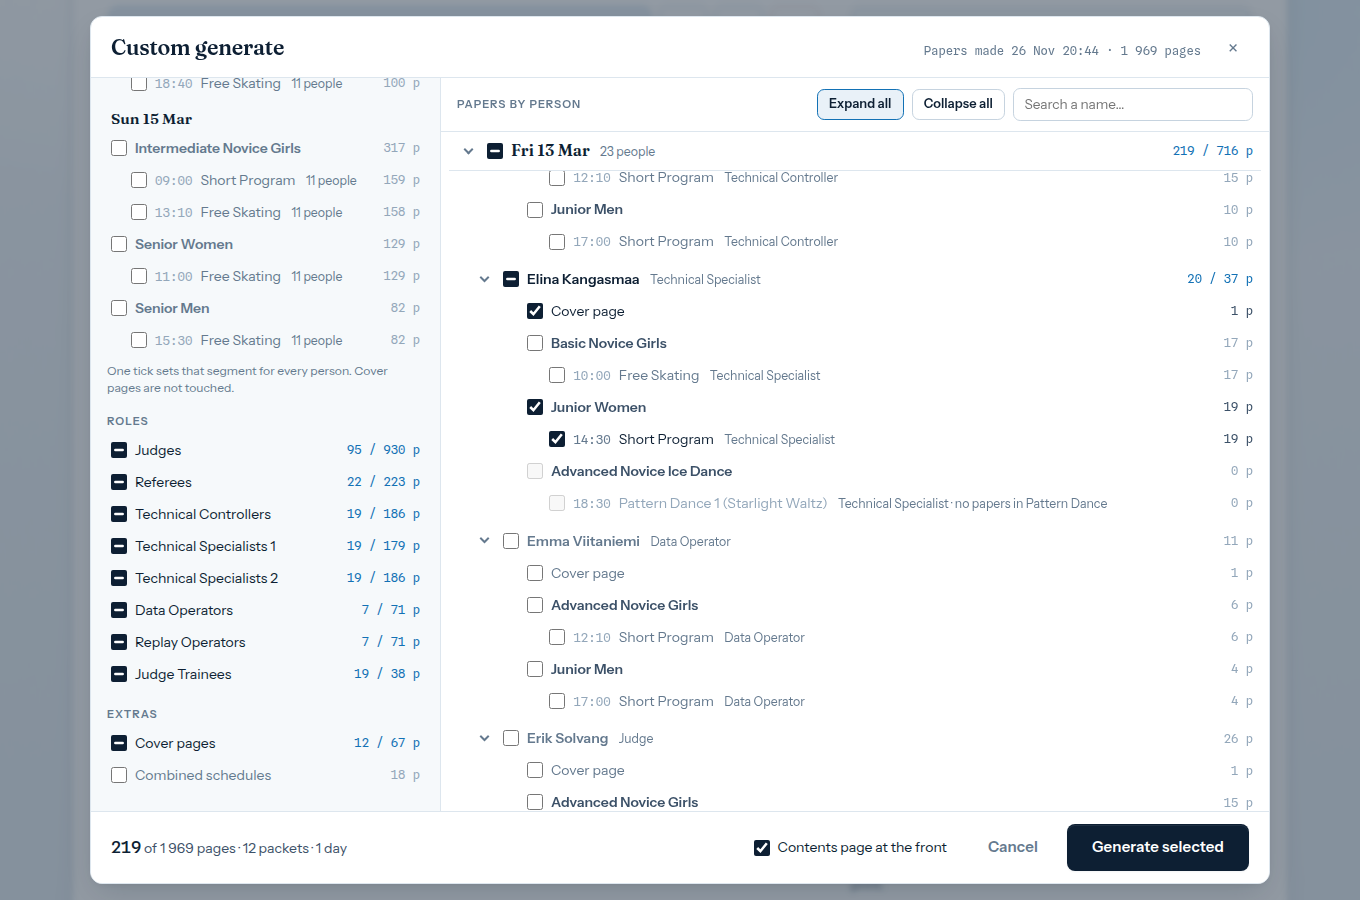 Custom generate
Papers made 26 Nov 20:44 · 1 969 pages
×
18:40 Free Skating 11 people 100 p
Sun 15 Mar
Intermediate Novice Girls 317 p
09:00 Short Program 11 people 159 p
13:10 Free Skating 11 people 158 p
Senior Women 129 p
11:00 Free Skating 11 people 129 p
Senior Men 82 p
15:30 Free Skating 11 people 82 p
One tick sets that segment for every person. Cover
pages are not touched.
ROLES
Judges 95 / 930 p
Referees 22 / 223 p
Technical Controllers 19 / 186 p
Technical Specialists 1 19 / 179 p
Technical Specialists 2 19 / 186 p
Data Operators 7 / 71 p
Replay Operators 7 / 71 p
Judge Trainees 19 / 38 p
EXTRAS
Cover pages 12 / 67 p
Combined schedules 18 p
PAPERS BY PERSON
Expand all
Collapse all
Search a name...
Fri 13 Mar 23 people 219 / 716 p
12:10 Short Program Technical Controller 15 p
Junior Men 10 p
17:00 Short Program Technical Controller 10 p
Elina Kangasmaa Technical Specialist 20 / 37 p
Cover page 1 p
Basic Novice Girls 17 p
10:00 Free Skating Technical Specialist 17 p
Junior Women 19 p
14:30 Short Program Technical Specialist 19 p
Advanced Novice Ice Dance 0 p
18:30 Pattern Dance 1 (Starlight Waltz) Technical Specialist · no papers in Pattern Dance 0 p
Emma Viitaniemi Data Operator 11 p
Cover page 1 p
Advanced Novice Girls 6 p
12:10 Short Program Data Operator 6 p
Junior Men 4 p
17:00 Short Program Data Operator 4 p
Erik Solvang Judge 26 p
Cover page 1 p
Advanced Novice Girls 15 p
219 of 1 969 pages · 12 packets · 1 day
Contents page at the front
Cancel
Generate selected